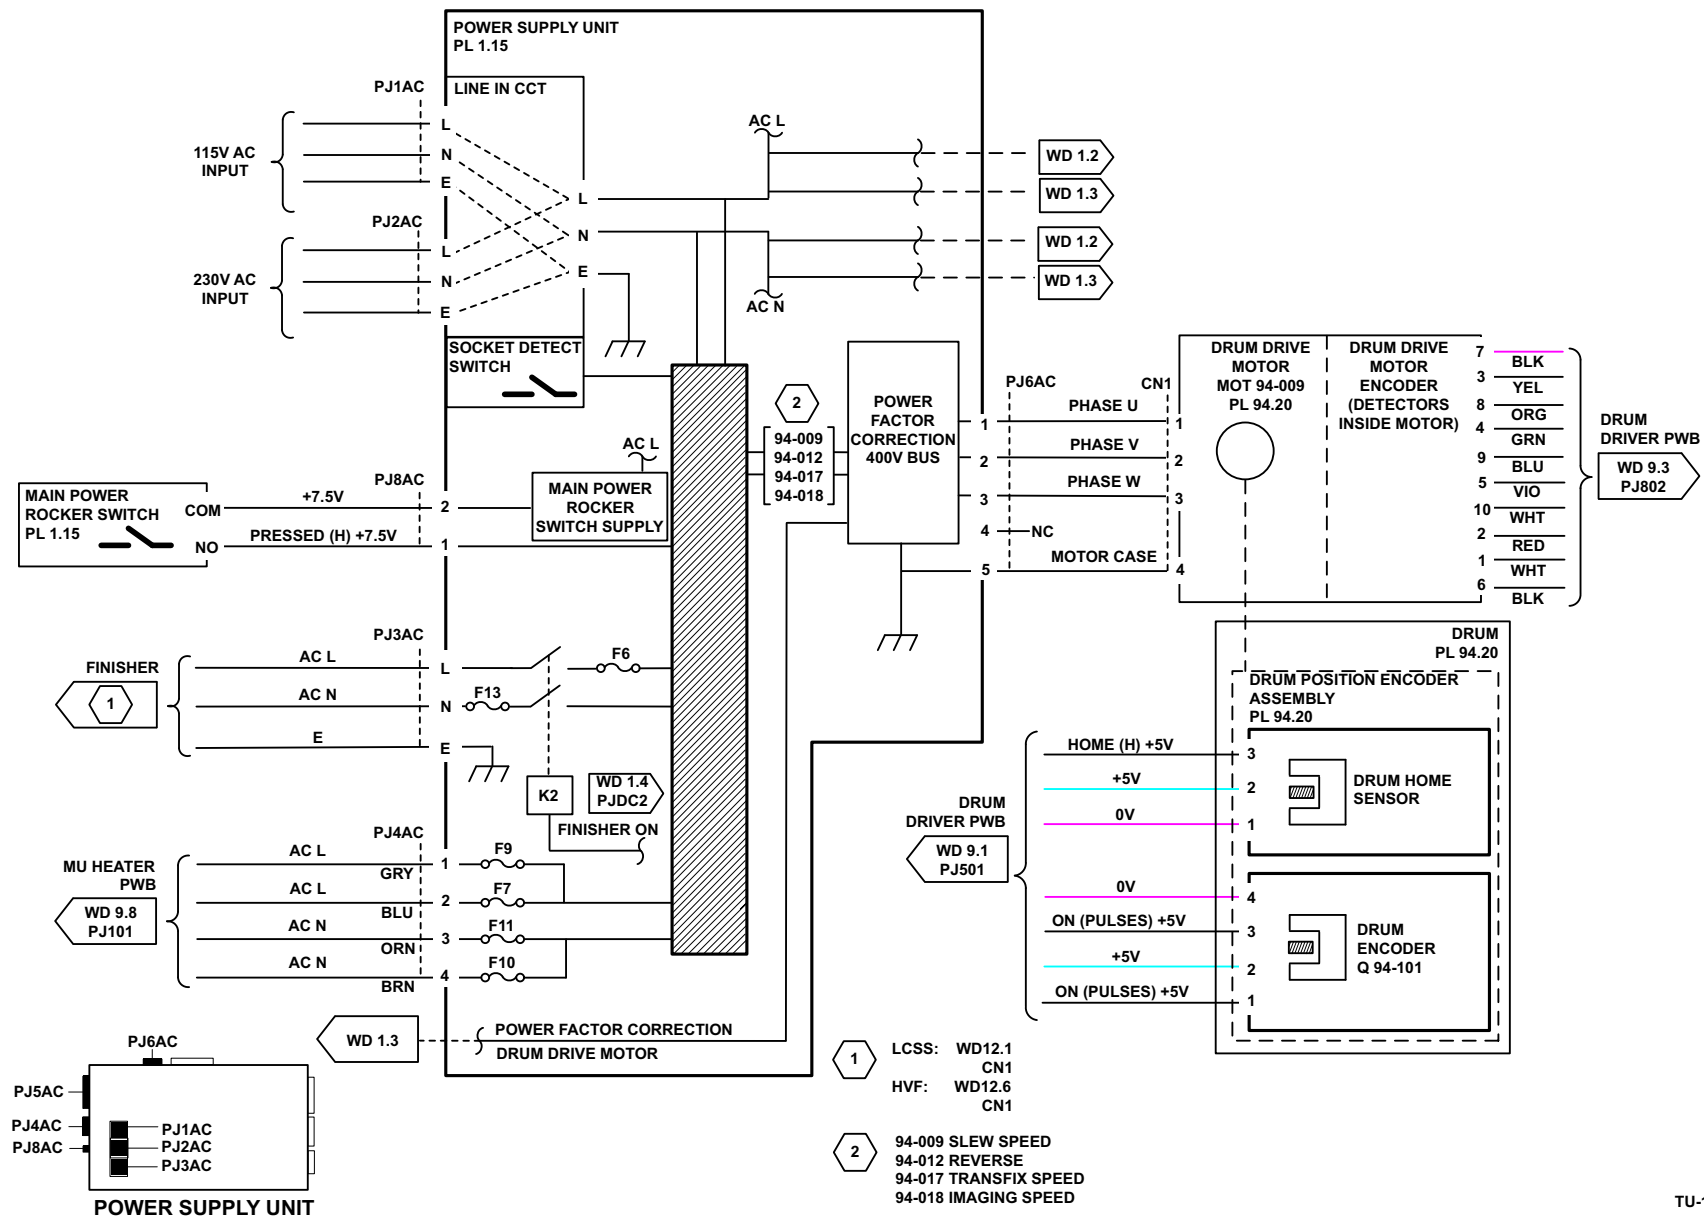 POWER SUPPLY UNIT
PL 1.15
PJ1AC
LINE IN CCT
115V AC
INPUT
L
N
E
AC L
WD 1.2
WD 1.3
L
N
E
PJ2AC
230V AC
INPUT
L
N
E
WD 1.2
WD 1.3
AC N
SOCKET DETECT
SWITCH
2
94-009
94-012
94-017
94-018
POWER
FACTOR
CORRECTION
400V BUS
1
2
3
4
5
PJ6AC
CN1
PHASE U
PHASE V
PHASE W
NC
MOTOR CASE
1
2
3
4
DRUM DRIVE
MOTOR
MOT 94-009
PL 94.20
DRUM DRIVE
MOTOR
ENCODER
(DETECTORS
INSIDE MOTOR)
7
BLK
3
YEL
8
ORG
4
GRN
9
BLU
5
VIO
10
WHT
2
RED
1
WHT
6
BLK
DRUM
DRIVER PWB
WD 9.3
PJ802
MAIN POWER
ROCKER SWITCH
PL 1.15
COM
NO
+7.5V
PRESSED (H) +7.5V
PJ8AC
2
1
AC L
MAIN POWER
ROCKER
SWITCH SUPPLY
FINISHER
1
AC L
AC N
E
PJ3AC
L
N
E
F6
F13
K2
WD 1.4
PJDC2
FINISHER ON
MU HEATER
PWB
WD 9.8
PJ101
PJ4AC
AC L
GRY
1
F9
AC L
BLU
2
F7
AC N
ORN
3
F11
AC N
BRN
4
F10
WD 1.3
POWER FACTOR CORRECTION
DRUM DRIVE MOTOR
DRUM
PL 94.20
DRUM POSITION ENCODER
ASSEMBLY
PL 94.20
DRUM
DRIVER PWB
WD 9.1
PJ501
HOME (H) +5V
3
+5V
2
0V
1
DRUM HOME
SENSOR
0V
4
ON (PULSES) +5V
3
+5V
2
ON (PULSES) +5V
1
DRUM
ENCODER
Q 94-101
PJ6AC
PJ5AC
PJ4AC
PJ8AC
PJ1AC
PJ2AC
PJ3AC
POWER SUPPLY UNIT
1
LCSS: WD12.1
CN1
HVF: WD12.6
CN1
2
94-009 SLEW SPEED
94-012 REVERSE
94-017 TRANSFIX SPEED
94-018 IMAGING SPEED